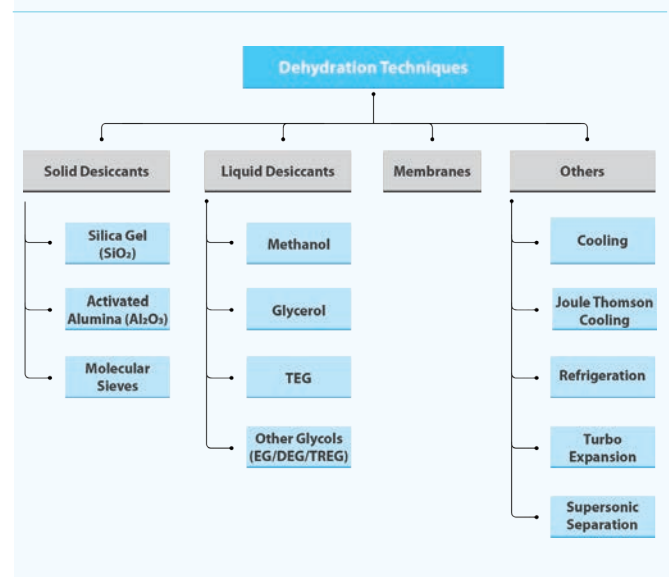 Dehydration Techniques
Solid Desiccants
Liquid Desiccants
Membranes
Others
Silica Gel
(SiO₂)
Activated
Alumina (Al₂O₃)
Molecular
Sieves
Methanol
Glycerol
TEG
Other Glycols
(EG/DEG/TREG)
Cooling
Joule Thomson
Cooling
Refrigeration
Turbo
Expansion
Supersonic
Separation